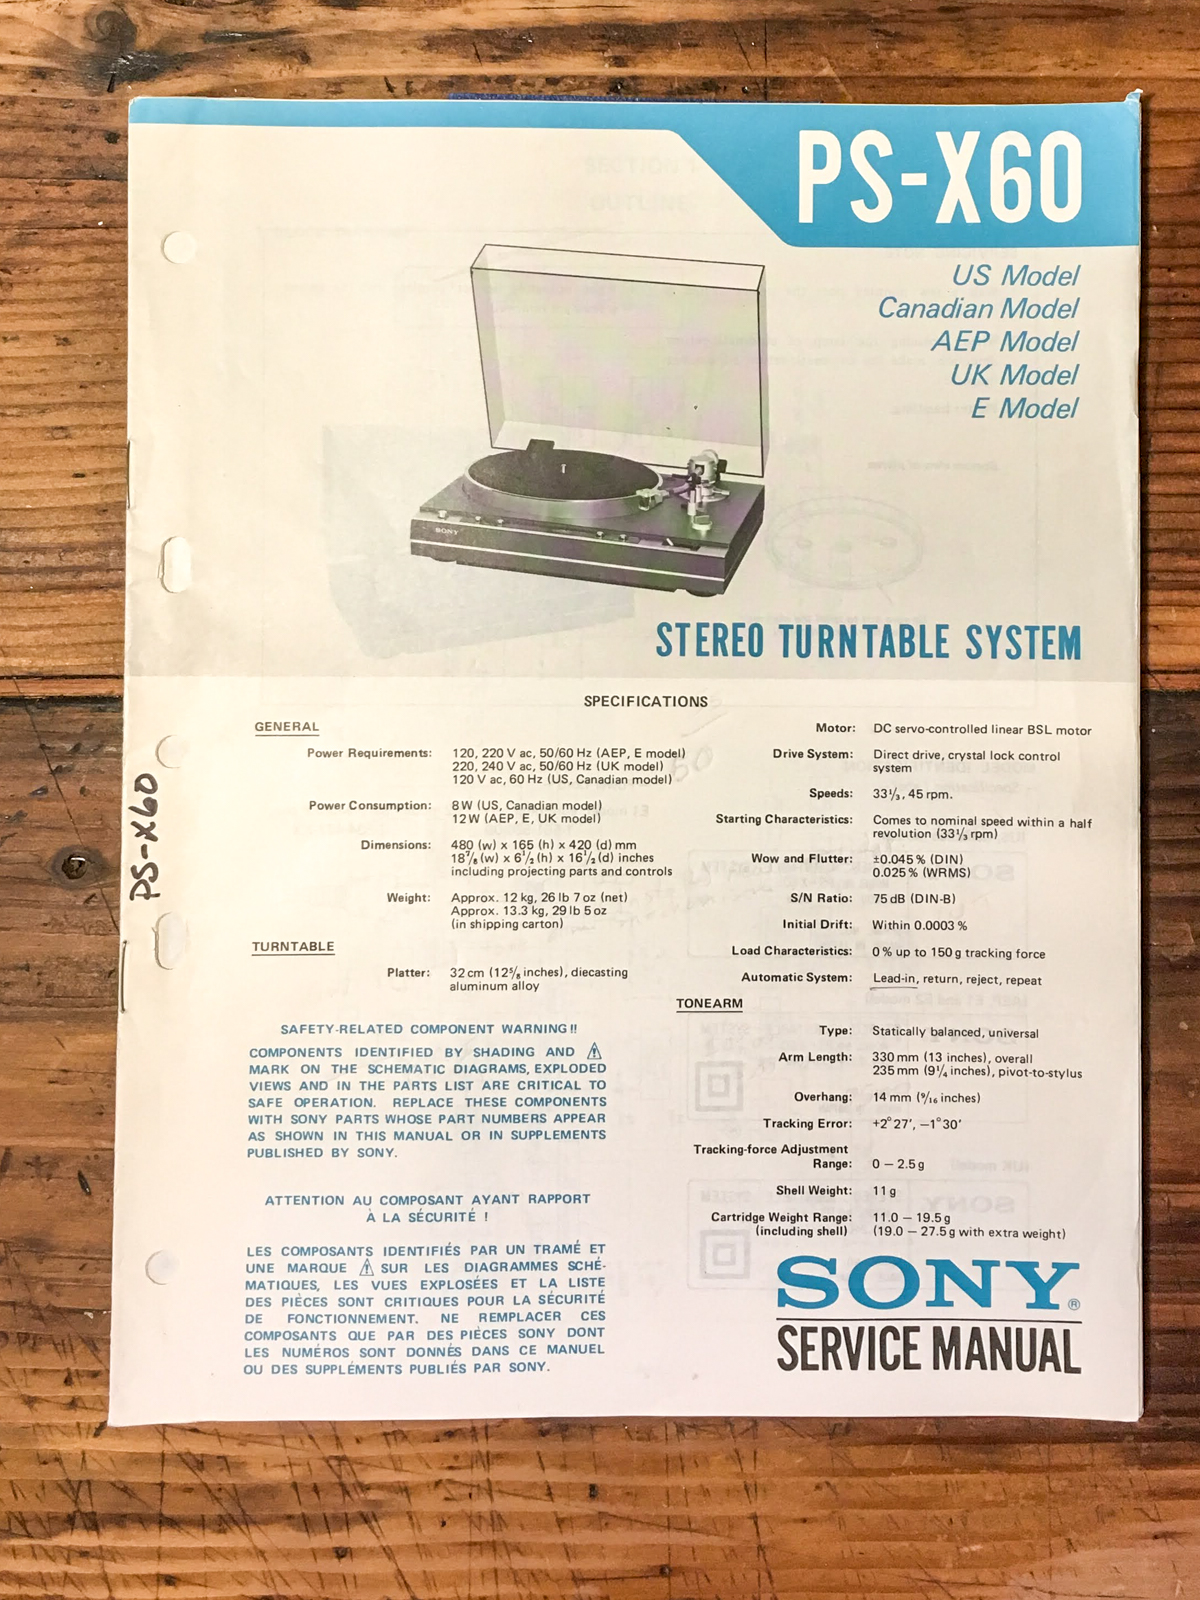 PS-X60
US Model
Canadian Model
AEP Model
UK Model
E Model
SONY
STEREO TURNTABLE SYSTEM
PS-X60
SPECIFICATIONS
GENERAL
Power Requirements: 120, 220 V ac, 50/60 Hz (AEP, E model)
220, 240 V ac, 50/60 Hz (UK model)
120 V ac, 60 Hz (US, Canadian model)
Power Consumption: 8 W (US, Canadian model)
12 W (AEP, E, UK model)
Dimensions: 480 (w) x 165 (h) x 420 (d) mm
18⅞ (w) x 6½ (h) x 16½ (d) inches
including projecting parts and controls
Weight: Approx. 12 kg, 26 lb 7 oz (net)
Approx. 13.3 kg, 29 lb 5 oz
(in shipping carton)
TURNTABLE
Platter: 32 cm (12⅝ inches), diecasting
aluminum alloy
SAFETY-RELATED COMPONENT WARNING!!
COMPONENTS IDENTIFIED BY SHADING AND ⚠
MARK ON THE SCHEMATIC DIAGRAMS, EXPLODED
VIEWS AND IN THE PARTS LIST ARE CRITICAL TO
SAFE OPERATION. REPLACE THESE COMPONENTS
WITH SONY PARTS WHOSE PART NUMBERS APPEAR
AS SHOWN IN THIS MANUAL OR IN SUPPLEMENTS
PUBLISHED BY SONY.
ATTENTION AU COMPOSANT AYANT RAPPORT
À LA SÉCURITÉ !
LES COMPOSANTS IDENTIFIÉS PAR UN TRAMÉ ET
UNE MARQUE ⚠ SUR LES DIAGRAMMES SCHÉ-
MATIQUES, LES VUES EXPLOSÉES ET LA LISTE
DES PIÈCES SONT CRITIQUES POUR LA SÉCURITÉ
DE FONCTIONNEMENT. NE REMPLACER CES
COMPOSANTS QUE PAR DES PIÈCES SONY DONT
LES NUMÉROS SONT DONNÉS DANS CE MANUEL
OU DES SUPPLÉMENTS PUBLIÉS PAR SONY.
Motor: DC servo-controlled linear BSL motor
Drive System: Direct drive, crystal lock control
system
Speeds: 33⅓, 45 rpm.
Starting Characteristics: Comes to nominal speed within a half
revolution (33⅓ rpm)
Wow and Flutter: ±0.045 % (DIN)
0.025 % (WRMS)
S/N Ratio: 75 dB (DIN-B)
Initial Drift: Within 0.0003 %
Load Characteristics: 0 % up to 150 g tracking force
Automatic System: Lead-in, return, reject, repeat
TONEARM
Type: Statically balanced, universal
Arm Length: 330 mm (13 inches), overall
235 mm (9¼ inches), pivot-to-stylus
Overhang: 14 mm (9/16 inches)
Tracking Error: +2°27′, −1°30′
Tracking-force Adjustment
Range: 0 — 2.5 g
Shell Weight: 11 g
Cartridge Weight Range: 11.0 — 19.5 g
(including shell) (19.0 — 27.5 g with extra weight)
SONY®
SERVICE MANUAL